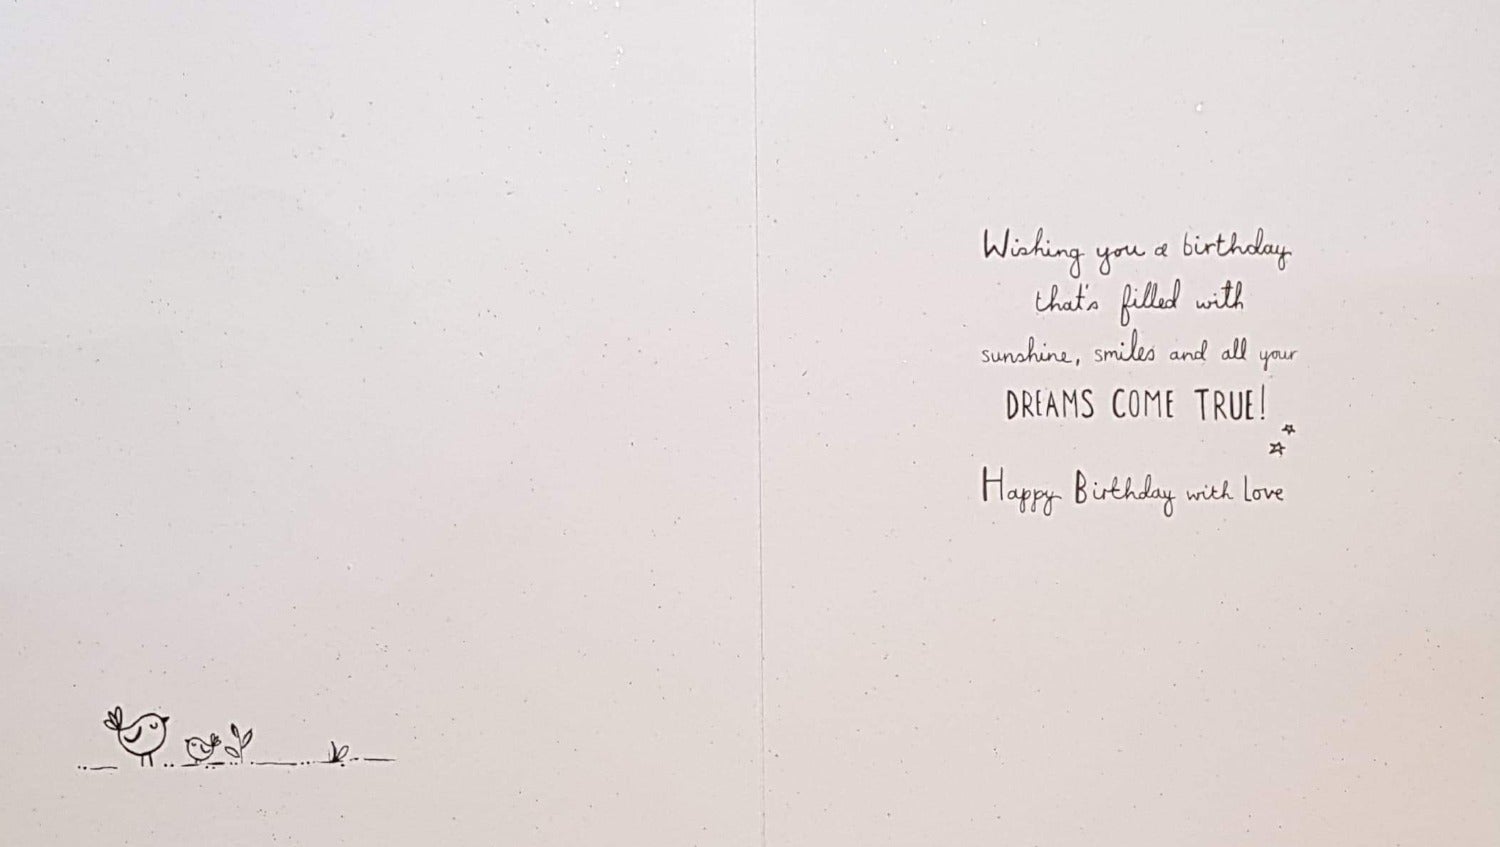 Wishing you a birthday
that's filled with
sunshine, smiles and all your
DREAMS COME TRUE!
Happy Birthday with Love